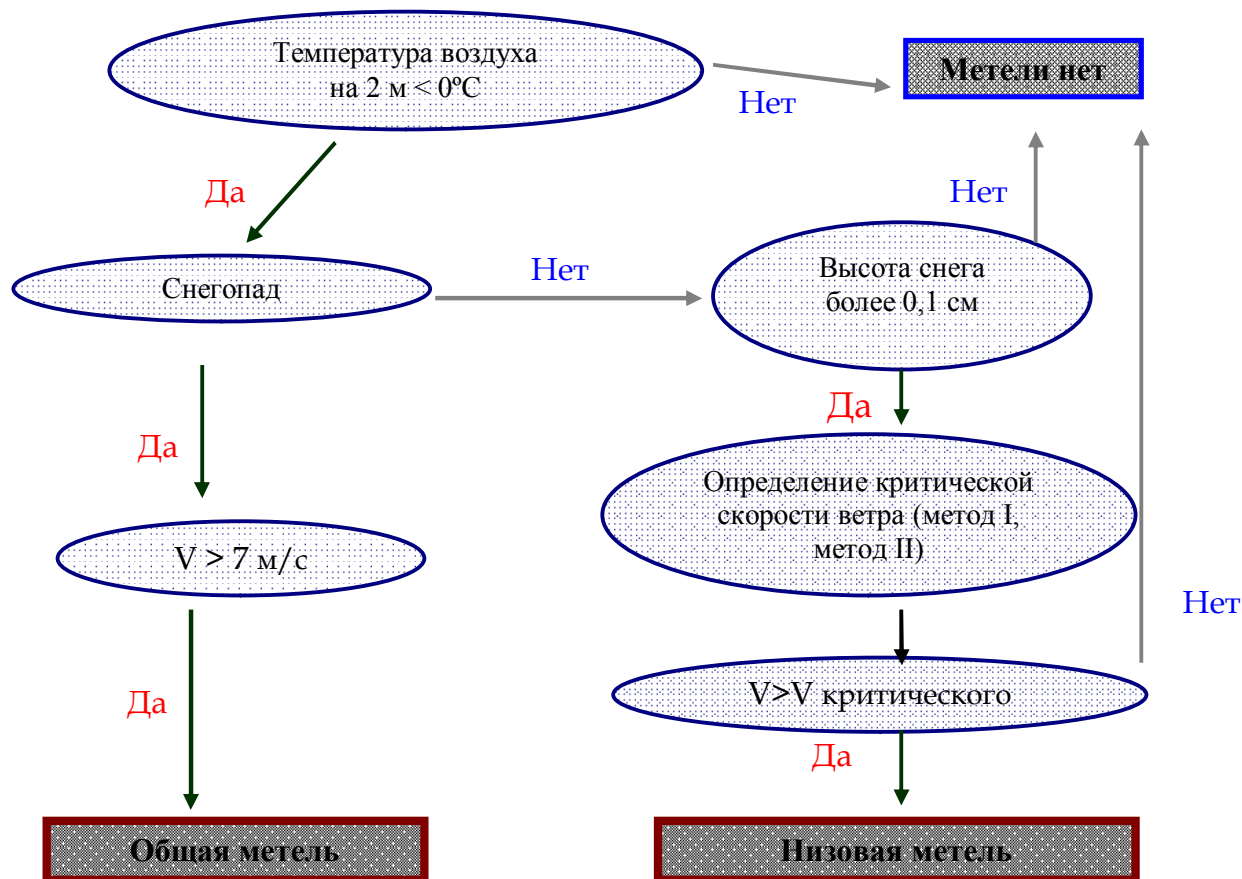 Температура воздуха
на 2 м < 0ºС
Метели нет
Нет
Да
Нет
Снегопад
Нет
Высота снега
более 0,1 см
Да
Да
Определение критической
скорости ветра (метод I,
метод II)
V > 7 м/с
Нет
V>V критического
Да
Да
Общая метель
Низовая метель